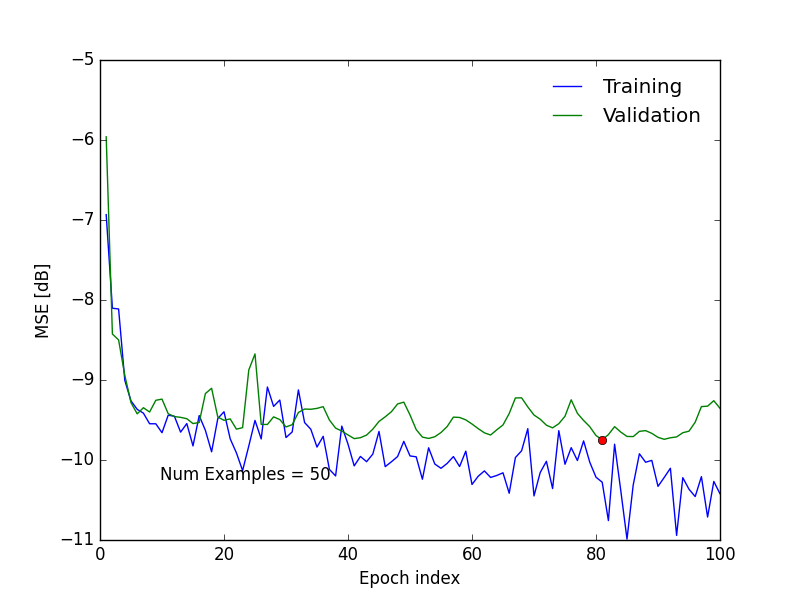 −5
−6
−7
−8
−9
−10
−11
MSE [dB]
Training
Validation
Num Examples = 50
0 20 40 60 80 100
Epoch index